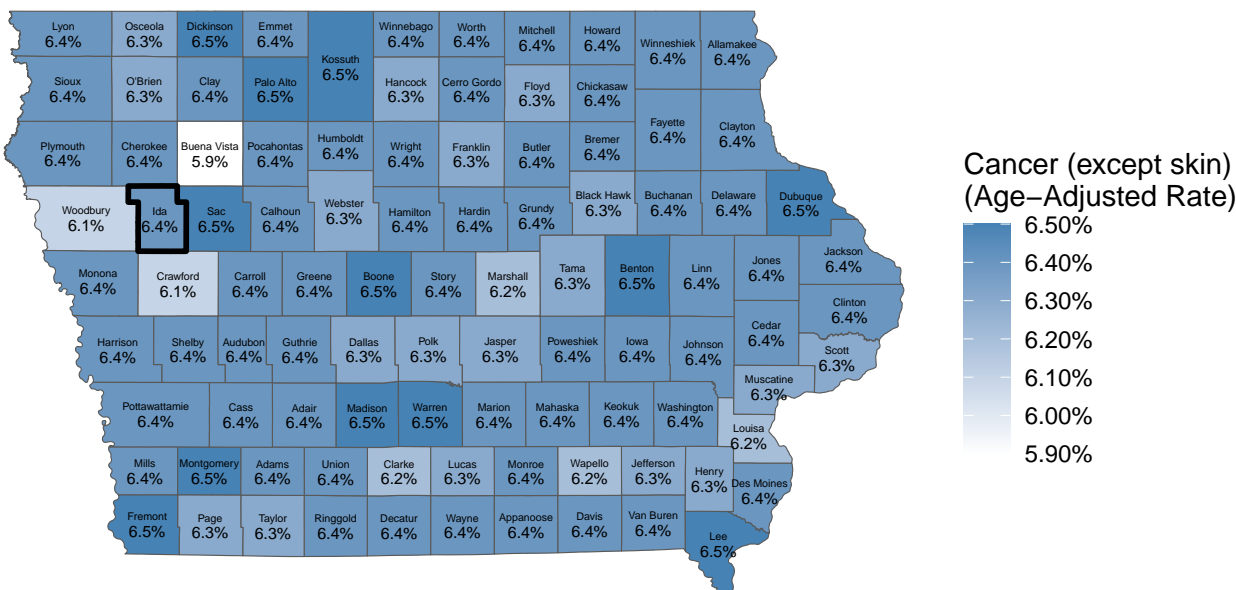 Lyon
6.4%
Osceola
6.3%
Dickinson
6.5%
Emmet
6.4%
Kossuth
6.5%
Winnebago
6.4%
Worth
6.4%
Mitchell
6.4%
Howard
6.4%
Winneshiek
6.4%
Allamakee
6.4%
Sioux
6.4%
O'Brien
6.3%
Clay
6.4%
Palo Alto
6.5%
Hancock
6.3%
Cerro Gordo
6.4%
Floyd
6.3%
Chickasaw
6.4%
Plymouth
6.4%
Cherokee
6.4%
Buena Vista
5.9%
Pocahontas
6.4%
Humboldt
6.4%
Wright
6.4%
Franklin
6.3%
Butler
6.4%
Bremer
6.4%
Fayette
6.4%
Clayton
6.4%
Woodbury
6.1%
Ida
6.4%
Sac
6.5%
Calhoun
6.4%
Webster
6.3%
Hamilton
6.4%
Hardin
6.4%
Grundy
6.4%
Black Hawk
6.3%
Buchanan
6.4%
Delaware
6.4%
Dubuque
6.5%
Monona
6.4%
Crawford
6.1%
Carroll
6.4%
Greene
6.4%
Boone
6.5%
Story
6.4%
Marshall
6.2%
Tama
6.3%
Benton
6.5%
Linn
6.4%
Jones
6.4%
Jackson
6.4%
Clinton
6.4%
Harrison
6.4%
Shelby
6.4%
Audubon
6.4%
Guthrie
6.4%
Dallas
6.3%
Polk
6.3%
Jasper
6.3%
Poweshiek
6.4%
Iowa
6.4%
Johnson
6.4%
Cedar
6.4%
Scott
6.3%
Muscatine
6.3%
Pottawattamie
6.4%
Cass
6.4%
Adair
6.4%
Madison
6.5%
Warren
6.5%
Marion
6.4%
Mahaska
6.4%
Keokuk
6.4%
Washington
6.4%
Louisa
6.2%
Mills
6.4%
Montgomery
6.5%
Adams
6.4%
Union
6.4%
Clarke
6.2%
Lucas
6.3%
Monroe
6.4%
Wapello
6.2%
Jefferson
6.3%
Henry
6.3%
Des Moines
6.4%
Fremont
6.5%
Page
6.3%
Taylor
6.3%
Ringgold
6.4%
Decatur
6.4%
Wayne
6.4%
Appanoose
6.4%
Davis
6.4%
Van Buren
6.4%
Lee
6.5%
Cancer (except skin)
(Age−Adjusted Rate)
6.50%
6.40%
6.30%
6.20%
6.10%
6.00%
5.90%